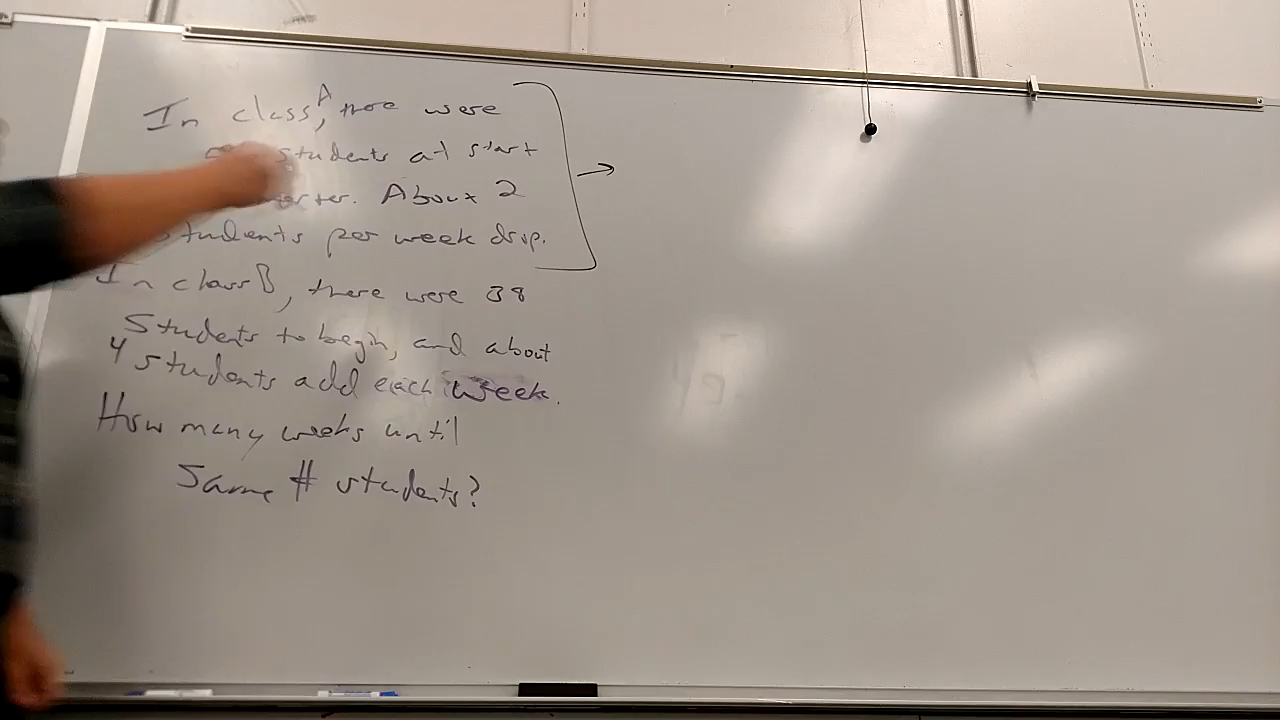 In class A, there were
students at start
About 2
students per week drop.
In class B, there were 38
Students to begin, and about
4 students add each week.
How many weeks until
Same # students?